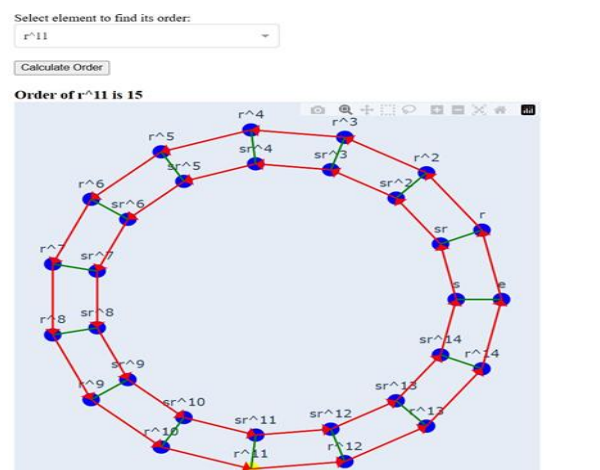 Select element to find its order:
r^11
Calculate Order
Order of r^11 is 15
r^4
r^3
r^5
sr^4
sr^3
r^2
sr^5
sr^2
r^6
sr^6
r
sr
r^7
sr^7
s
e
r^8
sr^8
sr^14
r^14
sr^9
r^9
sr^13
sr^10
r^13
sr^11
sr^12
r^10
r^12
r^11